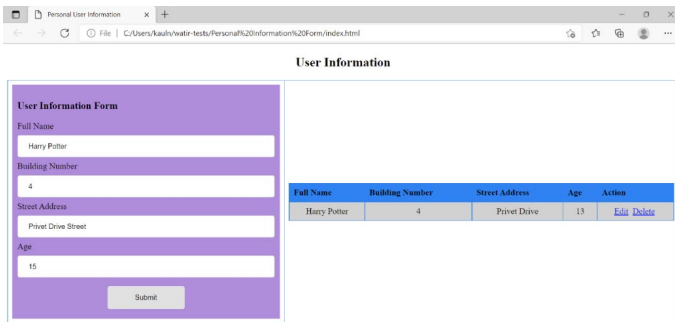 Personal User Information
File | C:/Users/kauln/watir-tests/Personal%20Information%20Form/index.html
User Information
User Information Form
Full Name
Harry Potter
Building Number
4
Street Address
Privet Drive Street
Age
15
Submit
Full Name Building Number Street Address Age Action
Harry Potter 4 Privet Drive 13 Edit Delete